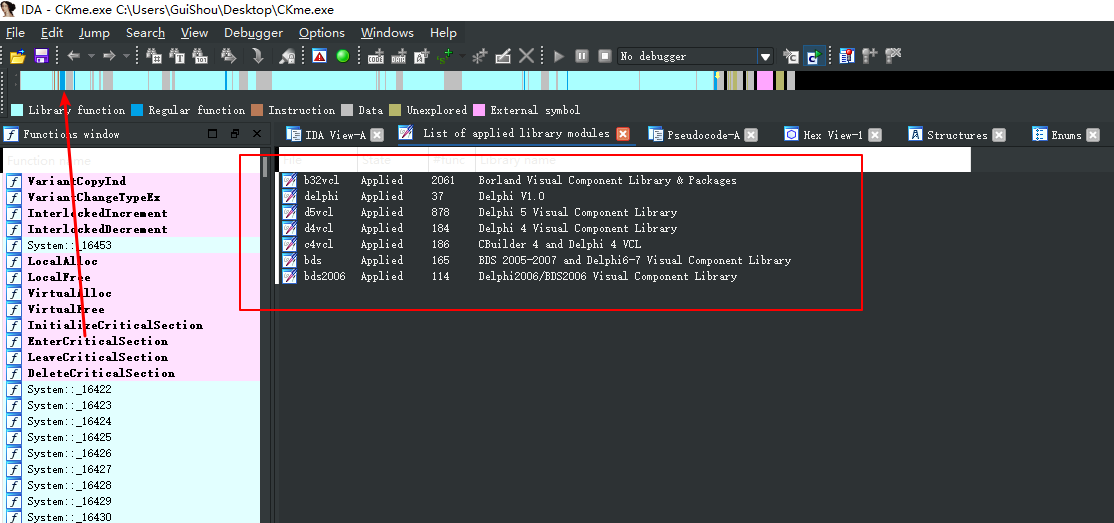 IDA - CKme.exe C:\Users\GuiShou\Desktop\CKme.exe
File Edit Jump Search View Debugger Options Windows Help
No debugger
Library function Regular function Instruction Data Unexplored External symbol
Functions window
IDA View-A List of applied library modules Pseudocode-A Hex View-1 Structures Enums
Function name
File State #func Library name
VariantCopyInd
VariantChangeTypeEx
InterlockedIncrement
InterlockedDecrement
System::_16453
LocalAlloc
LocalFree
VirtualAlloc
VirtualFree
InitializeCriticalSection
EnterCriticalSection
LeaveCriticalSection
DeleteCriticalSection
System::_16422
System::_16423
System::_16424
System::_16425
System::_16426
System::_16427
System::_16428
System::_16429
System::_16430
b32vcl Applied 2061 Borland Visual Component Library & Packages
delphi Applied 37 Delphi V1.0
d5vcl Applied 878 Delphi 5 Visual Component Library
d4vcl Applied 184 Delphi 4 Visual Component Library
c4vcl Applied 186 CBuilder 4 and Delphi 4 VCL
bds Applied 165 BDS 2005-2007 and Delphi6-7 Visual Component Library
bds2006 Applied 114 Delphi2006/BDS2006 Visual Component Library